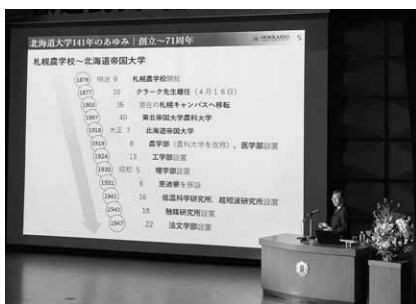 北海道大学141年のあゆみ｜創立～71周年
HOKKAIDO
5
札幌農学校～北海道帝国大学
1876 明治 9 札幌農学校開校
1877 10 クラーク先生離任（4月16日）
1903 36 現在の札幌キャンパスへ移転
1907 40 東北帝国大学農科大学
1918 大正 7 北海道帝国大学
1919 8 農学部（農科大学を改称），医学部設置
1924 13 工学部設置
1930 昭和 5 理学部設置
1931 6 恵迪寮を移設
1941 16 低温科学研究所，超短波研究所設置
1943 18 触媒研究所設置
1947 22 法文学部設置